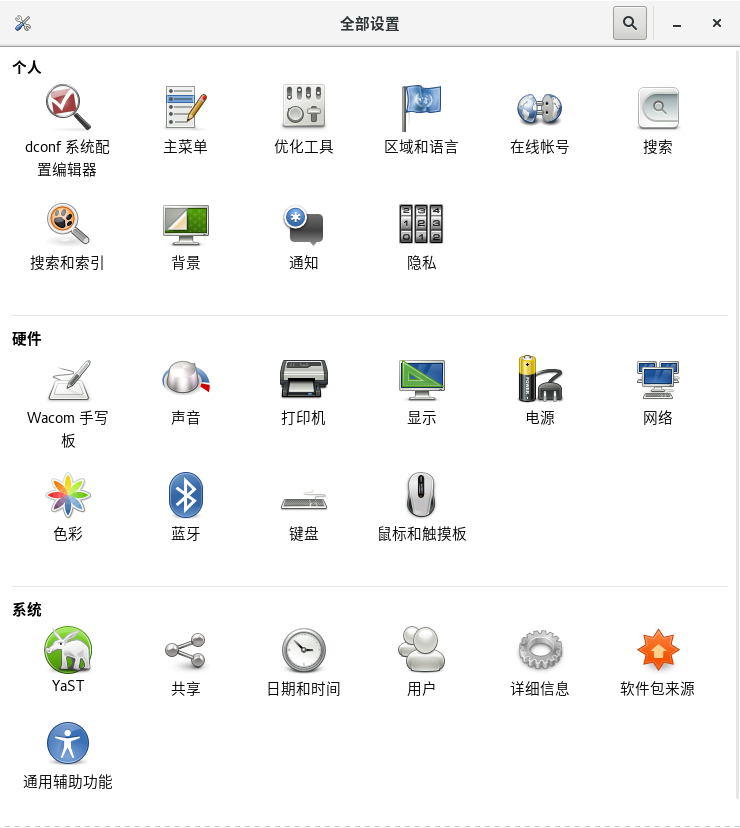 全部设置
个人
dconf 系统配
置编辑器
主菜单
优化工具
区域和语言
在线帐号
搜索
搜索和索引
背景
通知
隐私
硬件
Wacom 手写
板
声音
打印机
显示
电源
网络
色彩
蓝牙
键盘
鼠标和触摸板
系统
YaST
共享
日期和时间
用户
详细信息
软件包来源
通用辅助功能